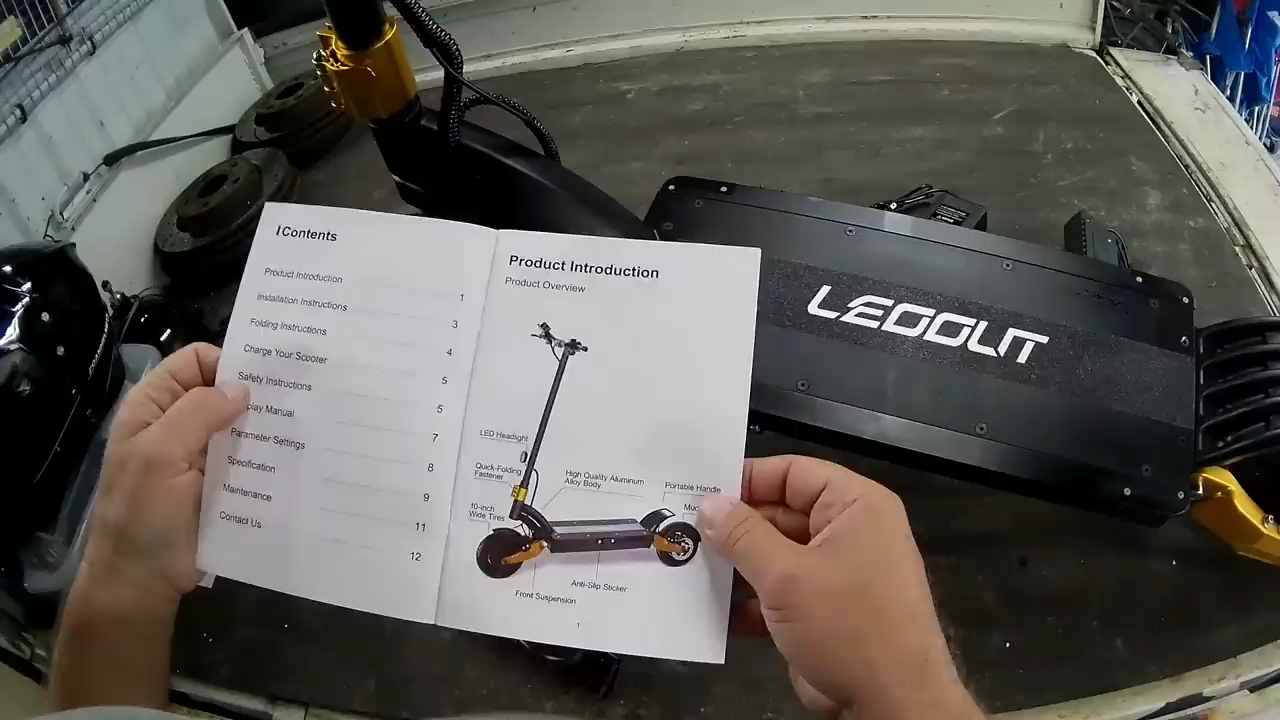 Contents
Product Introduction 1
Installation Instructions 3
Folding Instructions 4
Charge Your Scooter 5
Safety Instructions 5
play Manual 7
Parameter Settings 8
Specification 9
Maintenance 11
Contact Us 12
Product Introduction
Product Overview
LED Headlight
Quick-Folding
Fastener
High Quality Aluminum
Alloy Body
Portable Handle
10-inch
Wide Tires
Anti-Slip Sticker
Front Suspension
1
LEOOUT